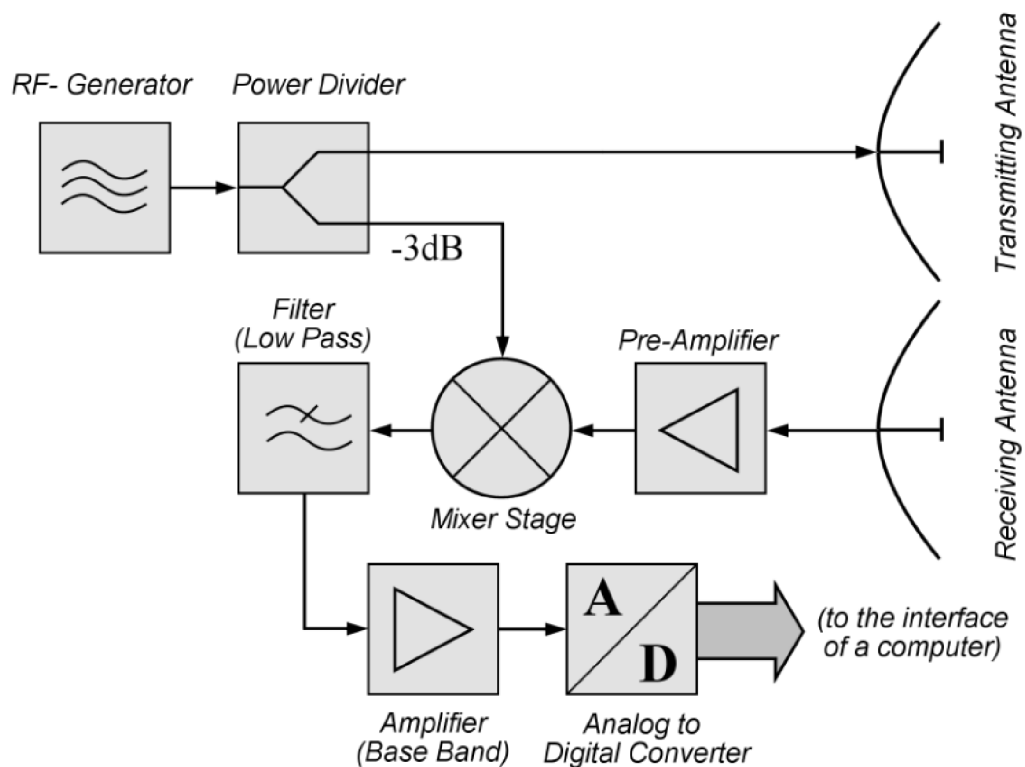 RF- Generator
Power Divider
Transmitting Antenna
-3dB
Filter
(Low Pass)
Pre-Amplifier
Receiving Antenna
Mixer Stage
A
D
(to the interface
of a computer)
Amplifier
(Base Band)
Analog to
Digital Converter